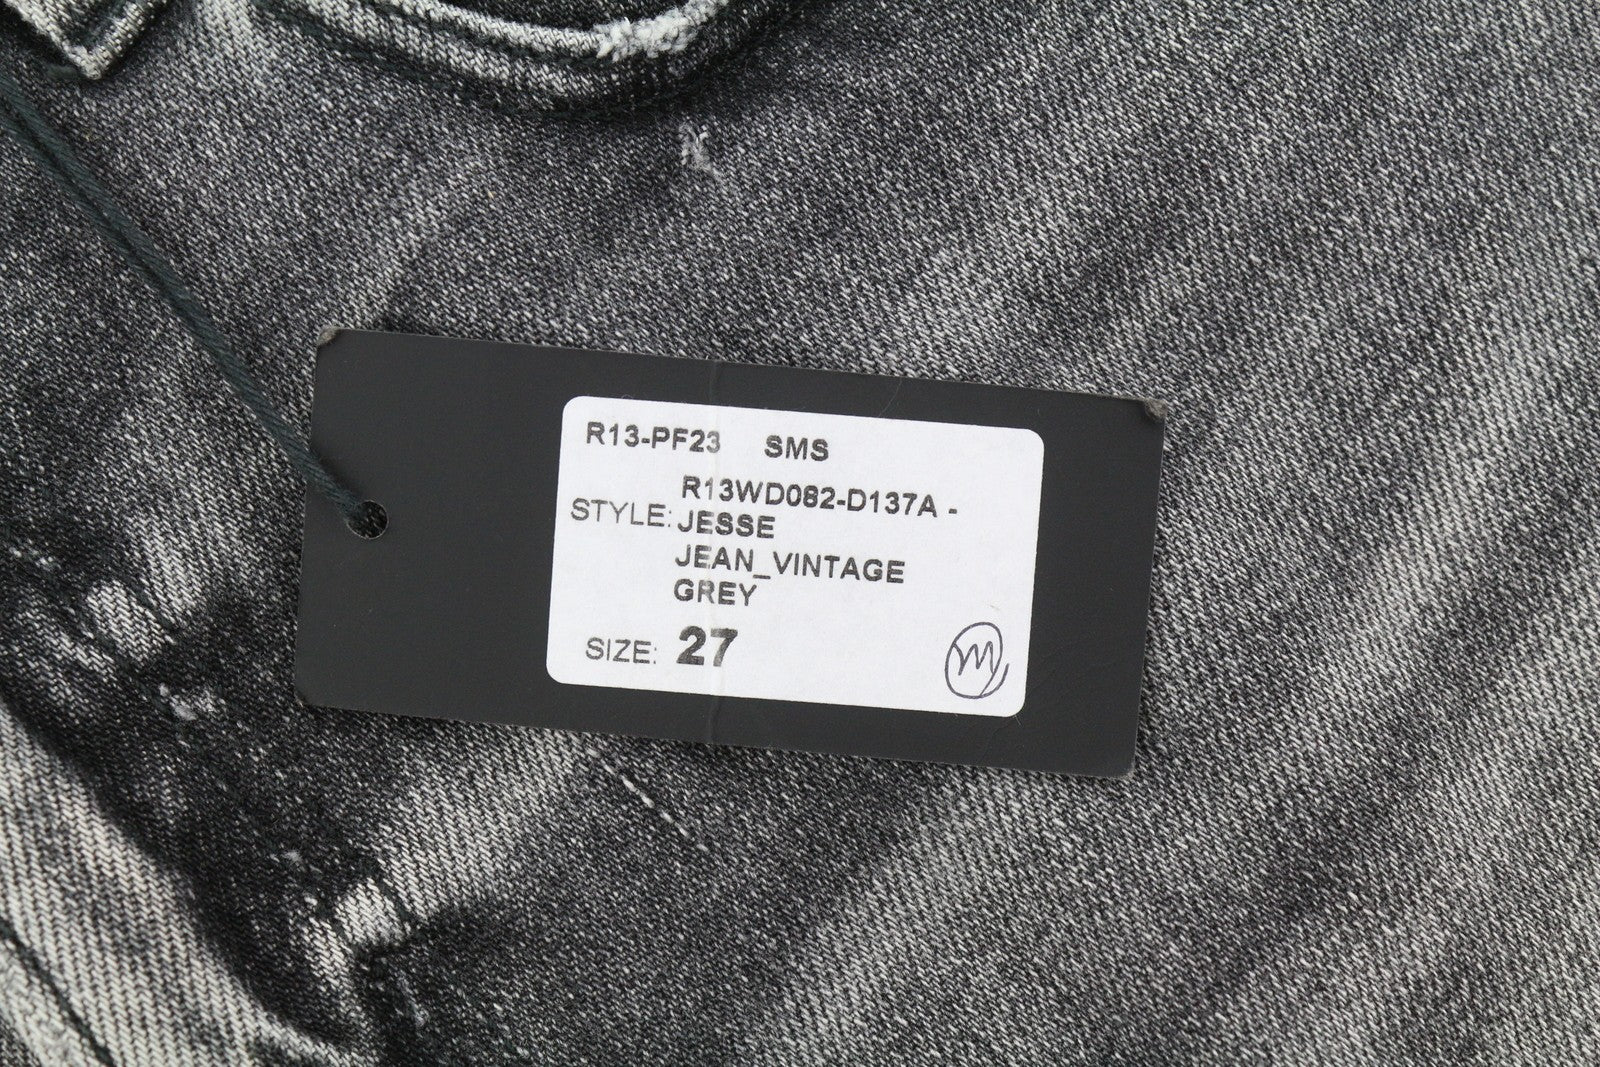 R13-PF23 SMS
R13WD082-D137A -
STYLE: JESSE
JEAN_VINTAGE
GREY
SIZE: 27
m